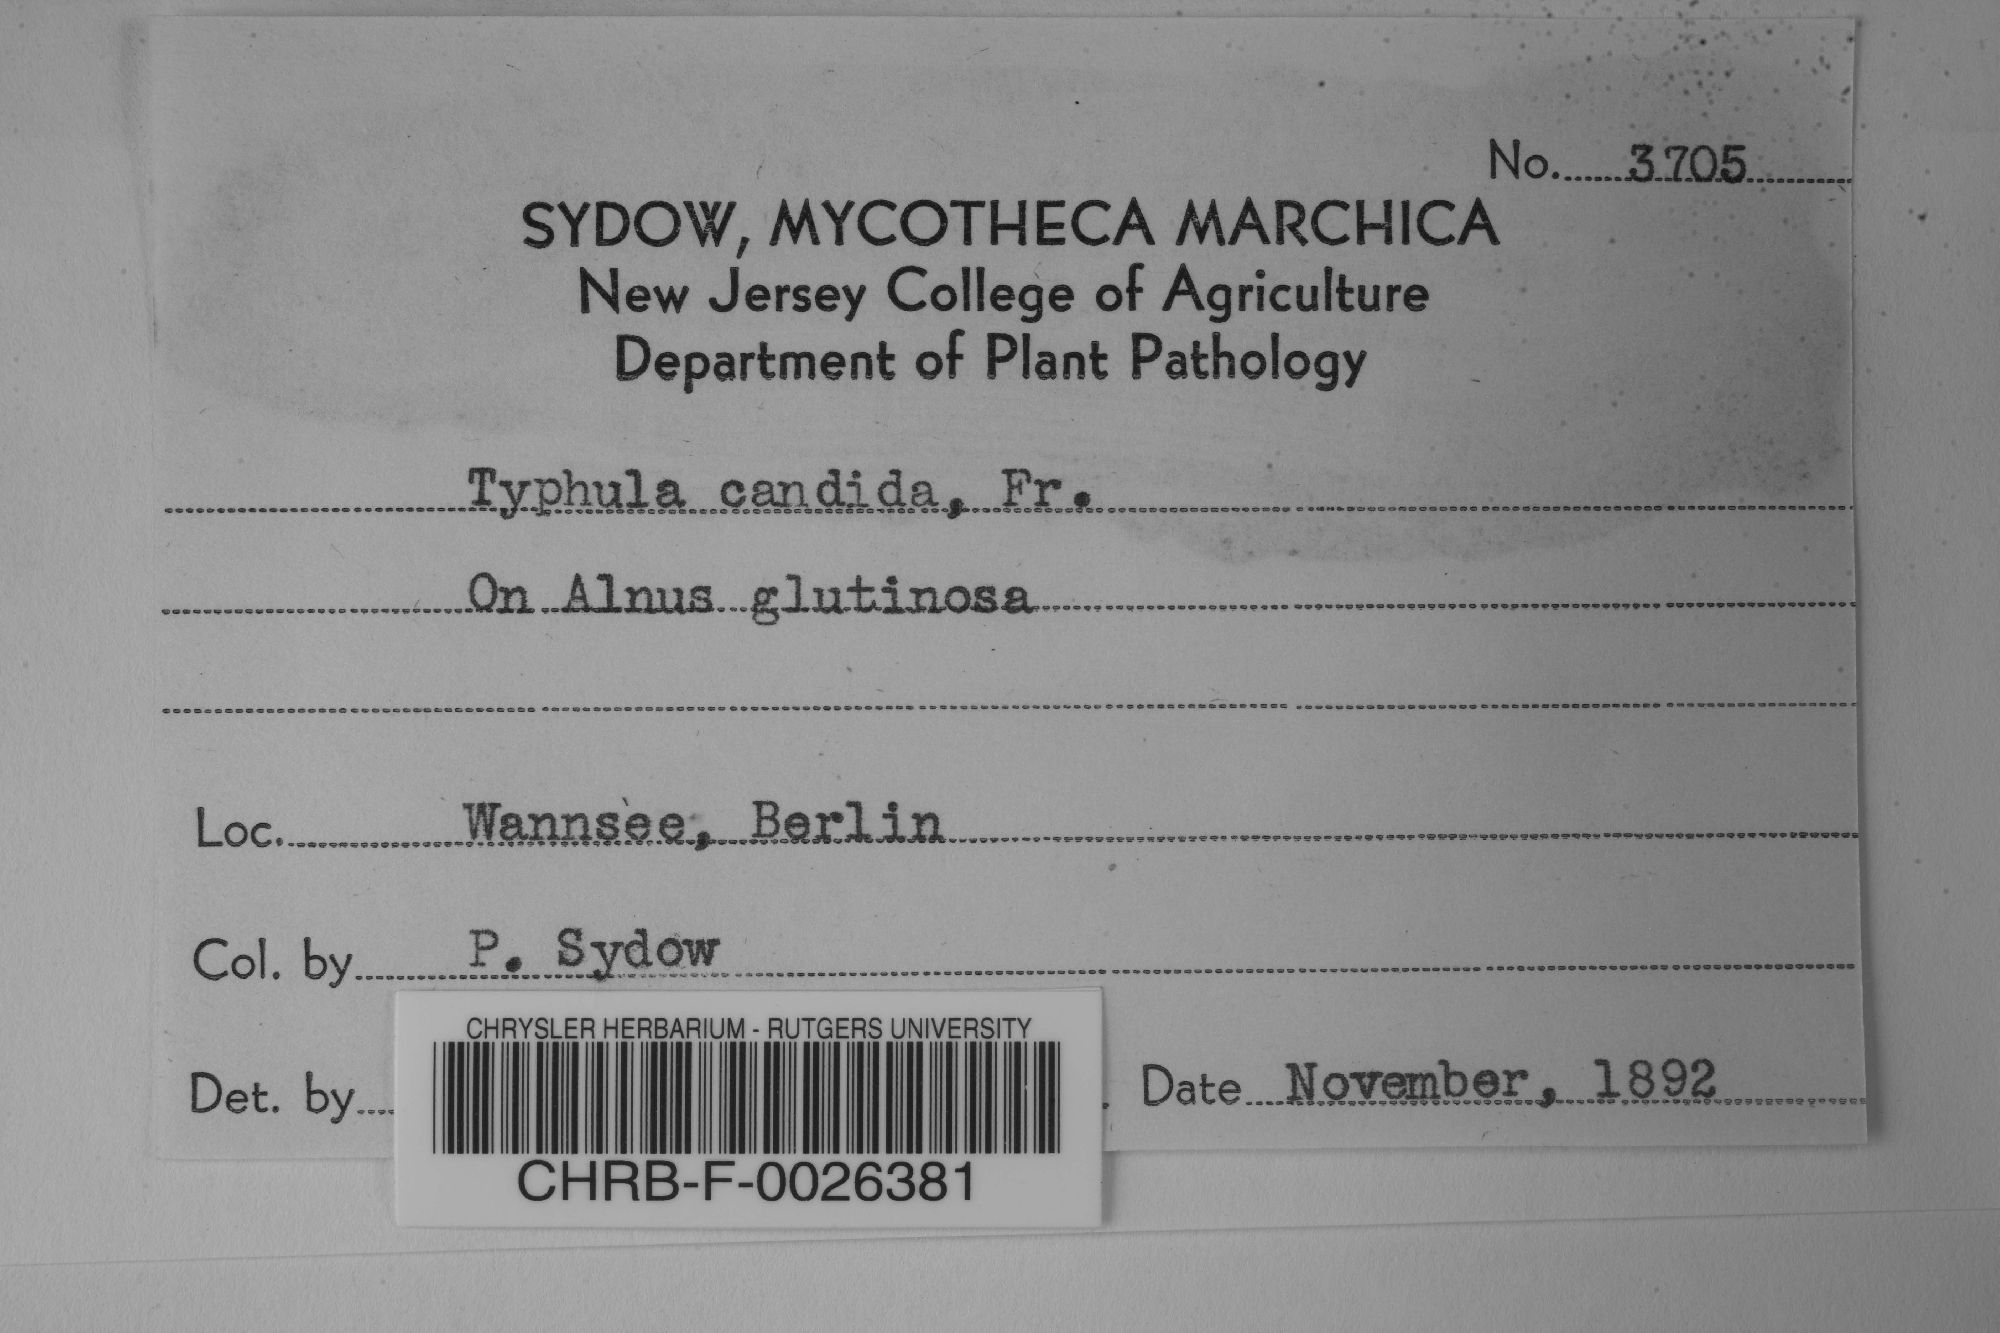 No. 3705
SYDOW, MYCOTHECA MARCHICA
New Jersey College of Agriculture
Department of Plant Pathology
Typhula candida, Fr.
On Alnus glutinosa
Loc. Wannsee, Berlin
Col. by P. Sydow
Det. by
Date November, 1892
CHRYSLER HERBARIUM - RUTGERS UNIVERSITY
CHRB-F-0026381